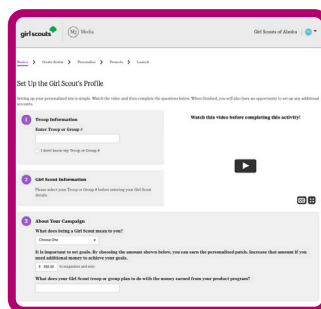 girl scouts
M2 Media
Girl Scouts of Alaska
Basics > Create Avatar > Personalize > Protocols > Launch
Set Up the Girl Scout's Profile
Setting up your personalized site is simple. Watch the video and then complete the questions below. When finished, you will also have an opportunity to set up any additional accounts.
1 Troop Information
Enter Troop or Group #
I don't know my Troop or Group #
Watch this video before completing this activity!
2 Girl Scout Information
Please select your Troop or Group # before entering your Girl Scout
details.
3 About Your Campaign
What does being a Girl Scout mean to you?
Choose One
It is important to set goals. By choosing the amount shown below, you can earn the personalized patch. Increase that amount if you
need additional money to achieve your goals.
in magazine and nuts
What does your Girl Scout troop or group plan to do with the money earned from your product program?